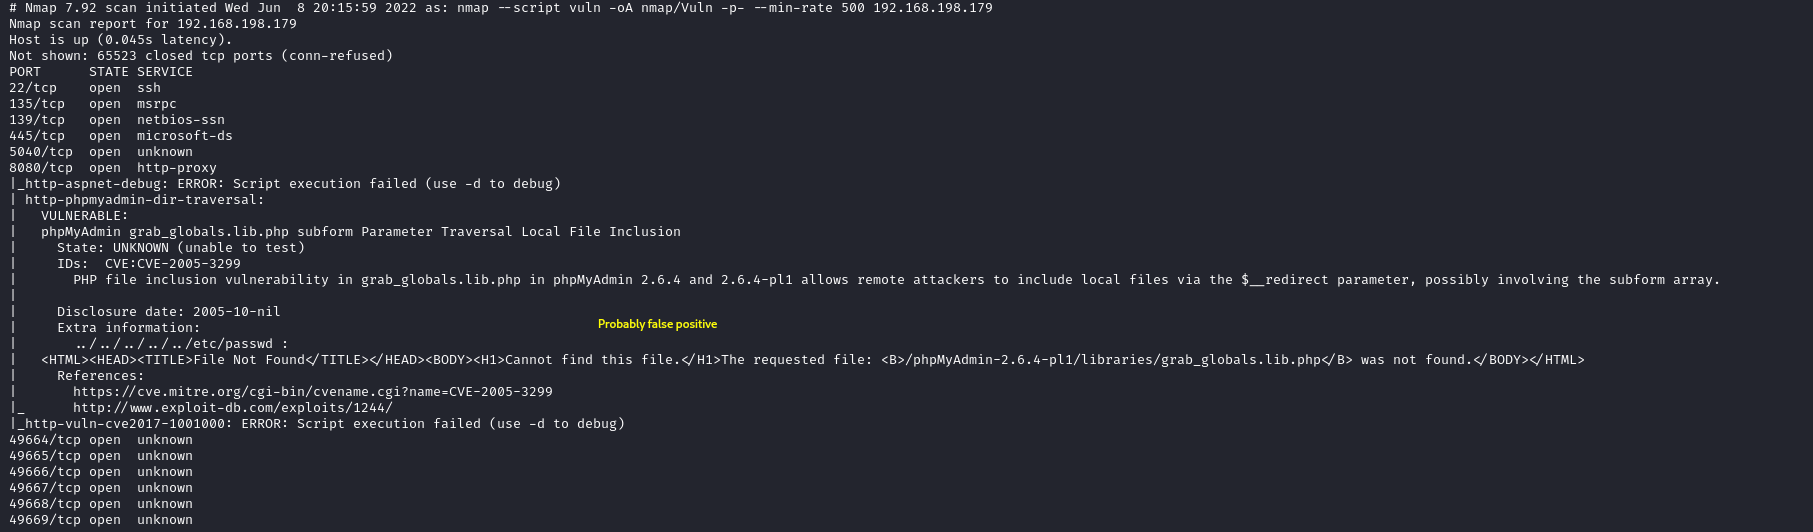 # Nmap 7.92 scan initiated Wed Jun  8 20:15:59 2022 as: nmap --script vuln -oA nmap/Vuln -p- --min-rate 500 192.168.198.179
Nmap scan report for 192.168.198.179
Host is up (0.045s latency).
Not shown: 65523 closed tcp ports (conn-refused)
PORT      STATE SERVICE
22/tcp    open  ssh
135/tcp   open  msrpc
139/tcp   open  netbios-ssn
445/tcp   open  microsoft-ds
5040/tcp  open  unknown
8080/tcp  open  http-proxy
|_http-aspnet-debug: ERROR: Script execution failed (use -d to debug)
| http-phpmyadmin-dir-traversal:
|   VULNERABLE:
|   phpMyAdmin grab_globals.lib.php subform Parameter Traversal Local File Inclusion
|     State: UNKNOWN (unable to test)
|     IDs:  CVE:CVE-2005-3299
|       PHP file inclusion vulnerability in grab_globals.lib.php in phpMyAdmin 2.6.4 and 2.6.4-pl1 allows remote attackers to include local files via the $__redirect parameter, possibly involving the subform array.
|
|     Disclosure date: 2005-10-nil
|     Extra information:
Probably false positive
|       ../../../../../etc/passwd :
|   <HTML><HEAD><TITLE>File Not Found</TITLE></HEAD><BODY><H1>Cannot find this file.</H1>The requested file: <B>/phpMyAdmin-2.6.4-pl1/libraries/grab_globals.lib.php</B> was not found.</BODY></HTML>
|     References:
|       https://cve.mitre.org/cgi-bin/cvename.cgi?name=CVE-2005-3299
|_      http://www.exploit-db.com/exploits/1244/
|_http-vuln-cve2017-1001000: ERROR: Script execution failed (use -d to debug)
49664/tcp open  unknown
49665/tcp open  unknown
49666/tcp open  unknown
49667/tcp open  unknown
49668/tcp open  unknown
49669/tcp open  unknown